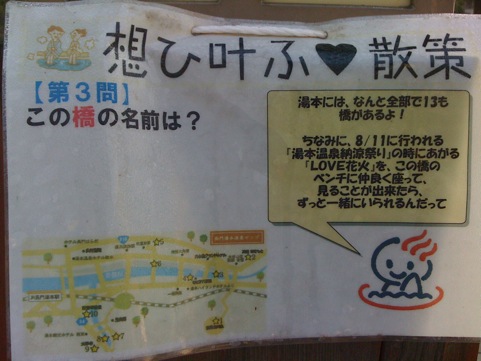 想ひ叶ふ♥散策
【第3問】
この橋の名前は？
湯本には、なんと全部で13も
橋があるよ！
ちなみに、8/11に行われる
「湯本温泉納涼祭り」の時にあがる
「LOVE花火」を、この橋の
ベンチに仲良く座って、
見ることが出来たら、
ずっと一緒にいられるんだって